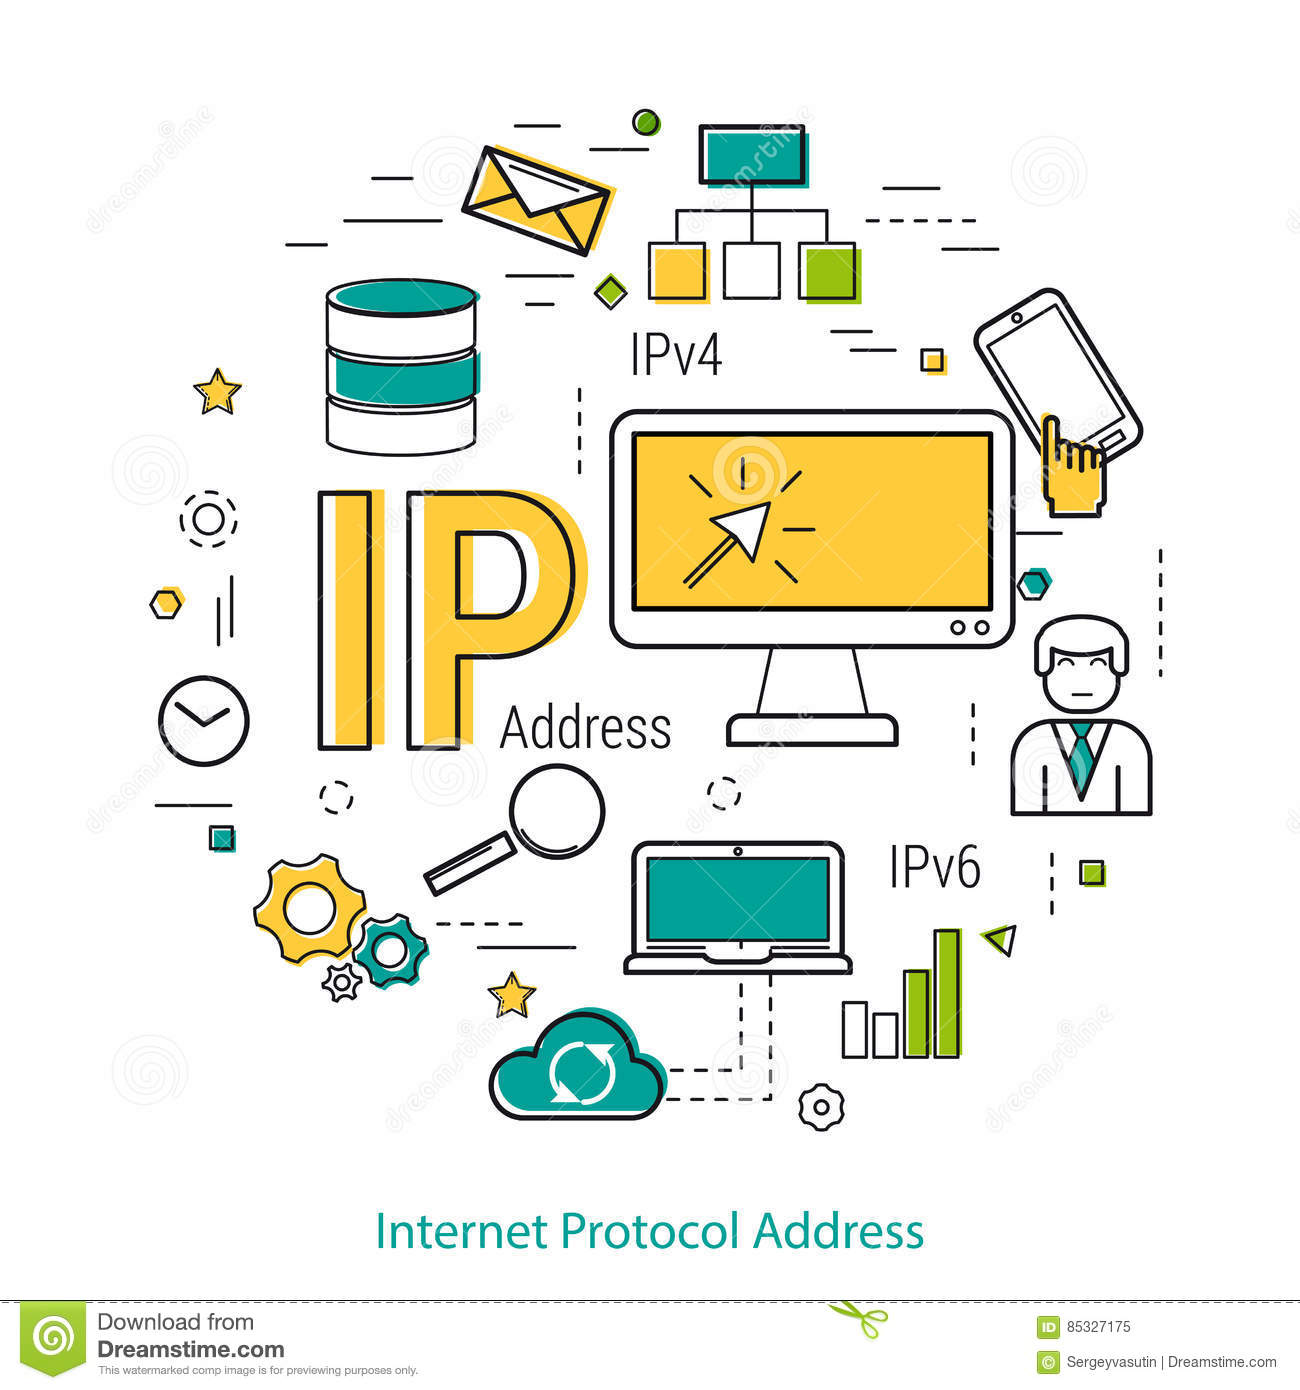 IPv4
IP
Address
IPv6
Internet Protocol Address
Download from
Dreamstime.com
This watermarked comp image is for previewing purposes only.
ID 85327175
© Sergeyvasutin | Dreamstime.com
dreamstime